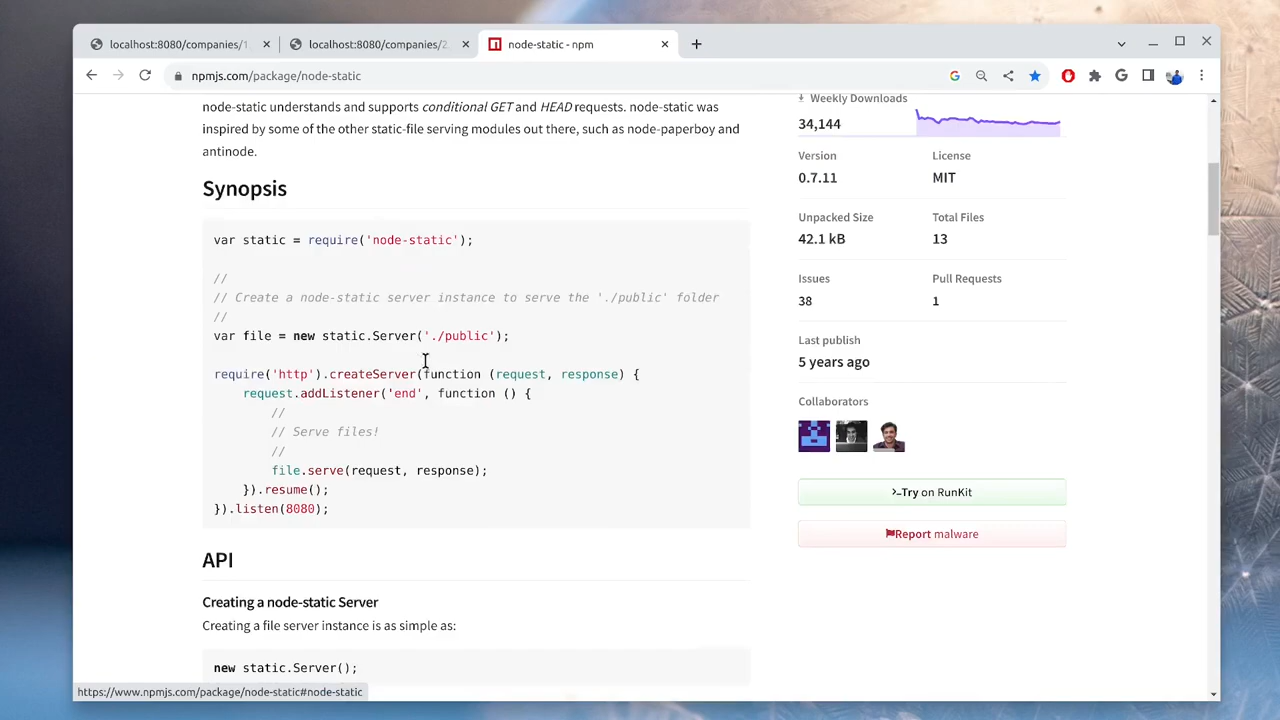 localhost:8080/companies/1
localhost:8080/companies/2
node-static - npm
npmjs.com/package/node-static
node-static understands and supports conditional GET and HEAD requests. node-static was
inspired by some of the other static-file serving modules out there, such as node-paperboy and
antinode.
Synopsis
var static = require('node-static');
//
// Create a node-static server instance to serve the './public' folder
//
var file = new static.Server('./public');
require('http').createServer(function (request, response) {
request.addListener('end', function () {
//
// Serve files!
//
file.serve(request, response);
}).resume();
}).listen(8080);
API
Creating a node-static Server
Creating a file server instance is as simple as:
new static.Server();
Weekly Downloads
34,144
Version
License
0.7.11
MIT
Unpacked Size
Total Files
42.1 kB
13
Issues
Pull Requests
38
1
Last publish
5 years ago
Collaborators
Try on RunKit
Report malware
https://www.npmjs.com/package/node-static#node-static